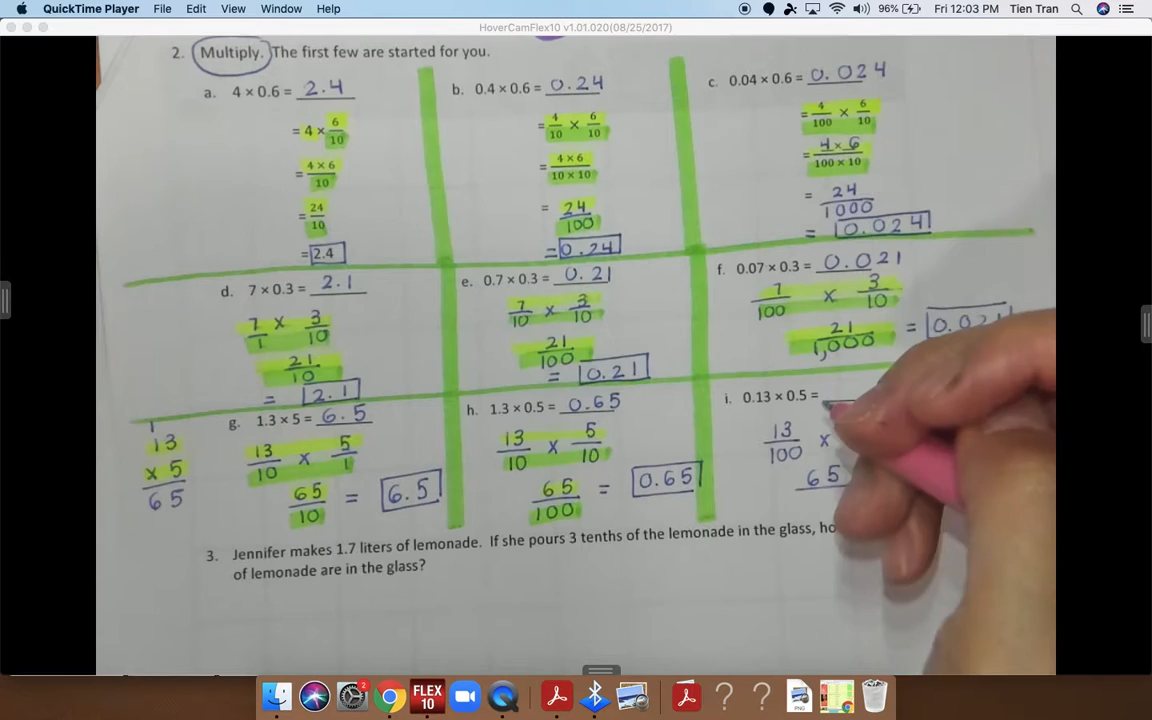 QuickTime Player File Edit View Window Help
96% Fri 12:03 PM Tien Tran
HoverCamFlex10 v1.01.020(08/25/2017)
2. Multiply. The first few are started for you.
a. 4 × 0.6 = 2.4
= 4 × 6/10
= 4 × 6/10
= 24/10
= 2.4
b. 0.4 × 0.6 = 0.24
= 4/10 × 6/10
= 4 × 6/10 × 10
= 24/100
= 0.24
c. 0.04 × 0.6 = 0.024
= 4/100 × 6/10
= 4 × 6/100 × 10
= 24/1000
= 0.024
d. 7 × 0.3 = 2.1
7/1 × 3/10
21/10
= 2.1
e. 0.7 × 0.3 = 0.21
7/10 × 3/10
21/100
= 0.21
f. 0.07 × 0.3 = 0.021
7/100 × 3/10
21/1,000 = 0.021
1
13
× 5
65
g. 1.3 × 5 = 6.5
13/10 × 5/1
65/10 = 6.5
h. 1.3 × 0.5 = 0.65
13/10 × 5/10
65/100 = 0.65
i. 0.13 × 0.5 =
13/100 ×
65
3. Jennifer makes 1.7 liters of lemonade. If she pours 3 tenths of the lemonade in the glass,
of lemonade are in the glass?
2
FLEX
10
PNG